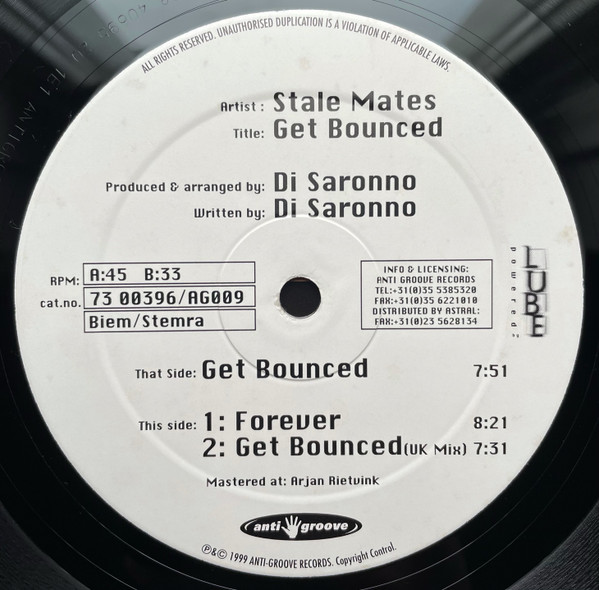 ALL RIGHTS RESERVED. UNAUTHORISED DUPLICATION IS A VIOLATION OF APPLICABLE LAWS.
Artist: Stale Mates
Title: Get Bounced
Produced & arranged by: Di Saronno
Written by: Di Saronno
RPM: A:45 B:33
cat.no. 73 00396/AG009
Biem/Stemra
INFO & LICENSING:
ANTI GROOVE RECORDS
TEL:+31(0)35 5385320
FAX:+31(0)35 6221010
DISTRIBUTED BY ASTRAL:
FAX:+31(0)23 5628134
powered:
LUBE
That Side: Get Bounced 7:51
This side: 1: Forever 8:21
2: Get Bounced(UK Mix) 7:31
Mastered at: Arjan Rietvink
anti groove
℗&© 1999 ANTI-GROOVE RECORDS. Copyright Control.